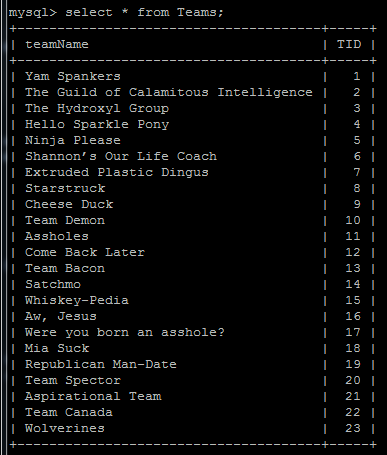 mysql> select * from Teams;
+------------------------------------+-----+
| teamName                           | TID |
+------------------------------------+-----+
| Yam Spankers                       |   1 |
| The Guild of Calamitous Intelligence |   2 |
| The Hydroxyl Group                 |   3 |
| Hello Sparkle Pony                 |   4 |
| Ninja Please                       |   5 |
| Shannon’s Our Life Coach           |   6 |
| Extruded Plastic Dingus            |   7 |
| Starstruck                         |   8 |
| Cheese Duck                        |   9 |
| Team Demon                         |  10 |
| Assholes                           |  11 |
| Come Back Later                    |  12 |
| Team Bacon                         |  13 |
| Satchmo                            |  14 |
| Whiskey-Pedia                      |  15 |
| Aw, Jesus                          |  16 |
| Were you born an asshole?          |  17 |
| Mia Suck                           |  18 |
| Republican Man-Date                |  19 |
| Team Spector                       |  20 |
| Aspirational Team                  |  21 |
| Team Canada                        |  22 |
| Wolverines                         |  23 |
+------------------------------------+-----+